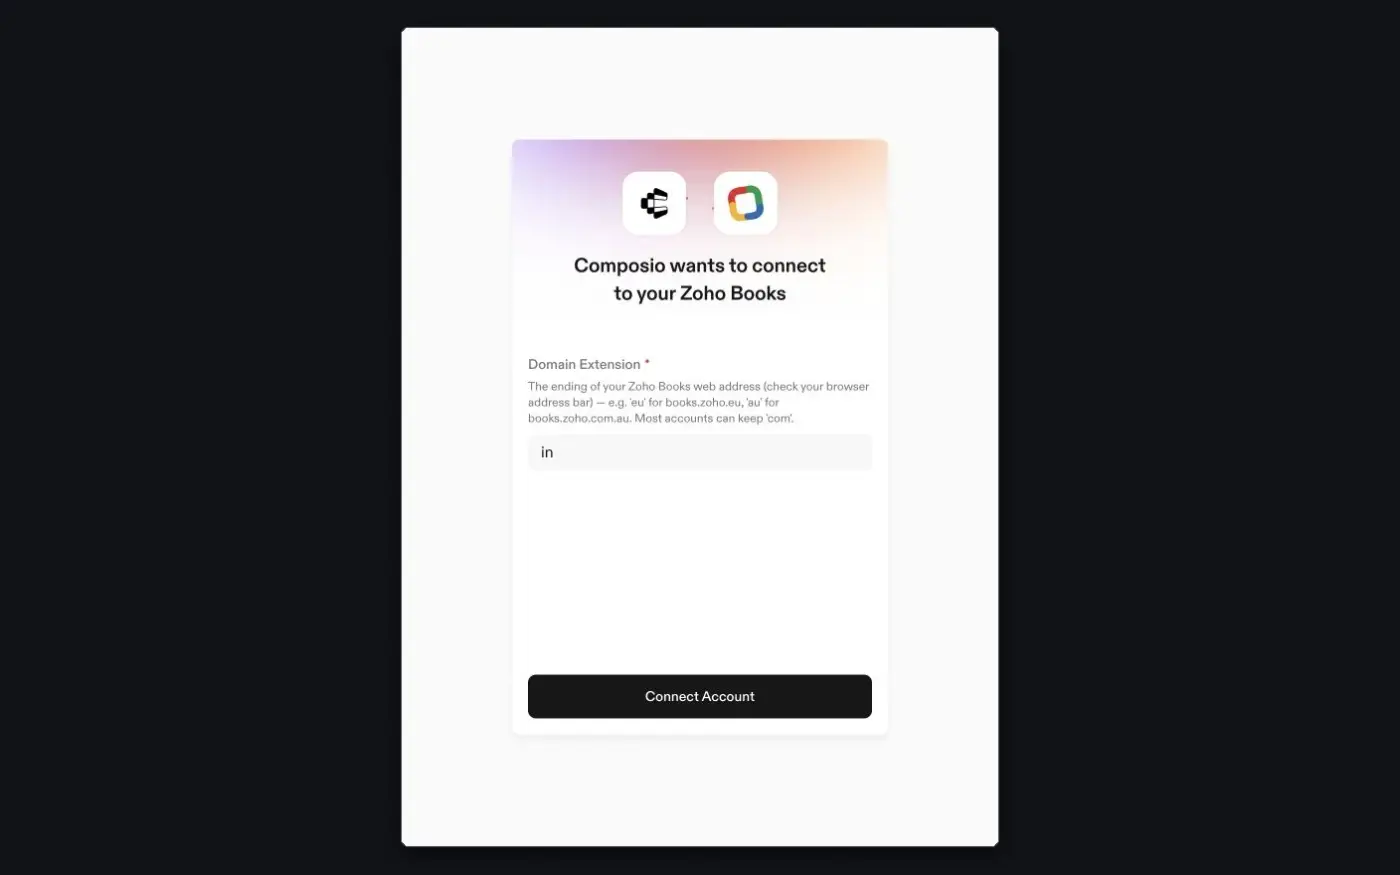 Composio wants to connect
to your Zoho Books
Domain Extension *
The ending of your Zoho Books web address (check your browser
address bar) — e.g. 'eu' for books.zoho.eu, 'au' for
books.zoho.com.au. Most accounts can keep 'com'.
in
Connect Account